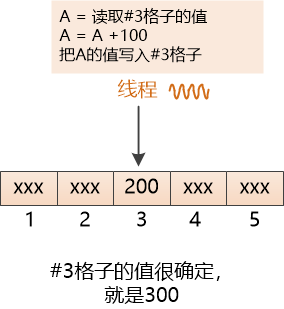 A = 读取#3格子的值
A = A +100
把A的值写入#3格子
线程
xxx xxx 200 xxx xxx
1 2 3 4 5
#3格子的值很确定，
就是300